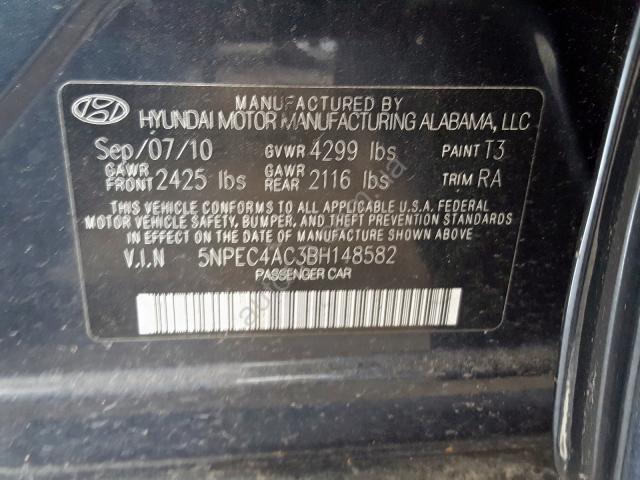 MANUFACTURED BY
HYUNDAI MOTOR MANUFACTURING ALABAMA, LLC
Sep/07/10 GVWR 4299 lbs PAINT T3
GAWR FRONT 2425 lbs GAWR REAR 2116 lbs TRIM RA
THIS VEHICLE CONFORMS TO ALL APPLICABLE U.S.A. FEDERAL
MOTOR VEHICLE SAFETY, BUMPER, AND THEFT PREVENTION STANDARDS
IN EFFECT ON THE DATE OF MANUFACTURE SHOWN ABOVE.
V.I.N 5NPEC4AC3BH148582
PASSENGER CAR